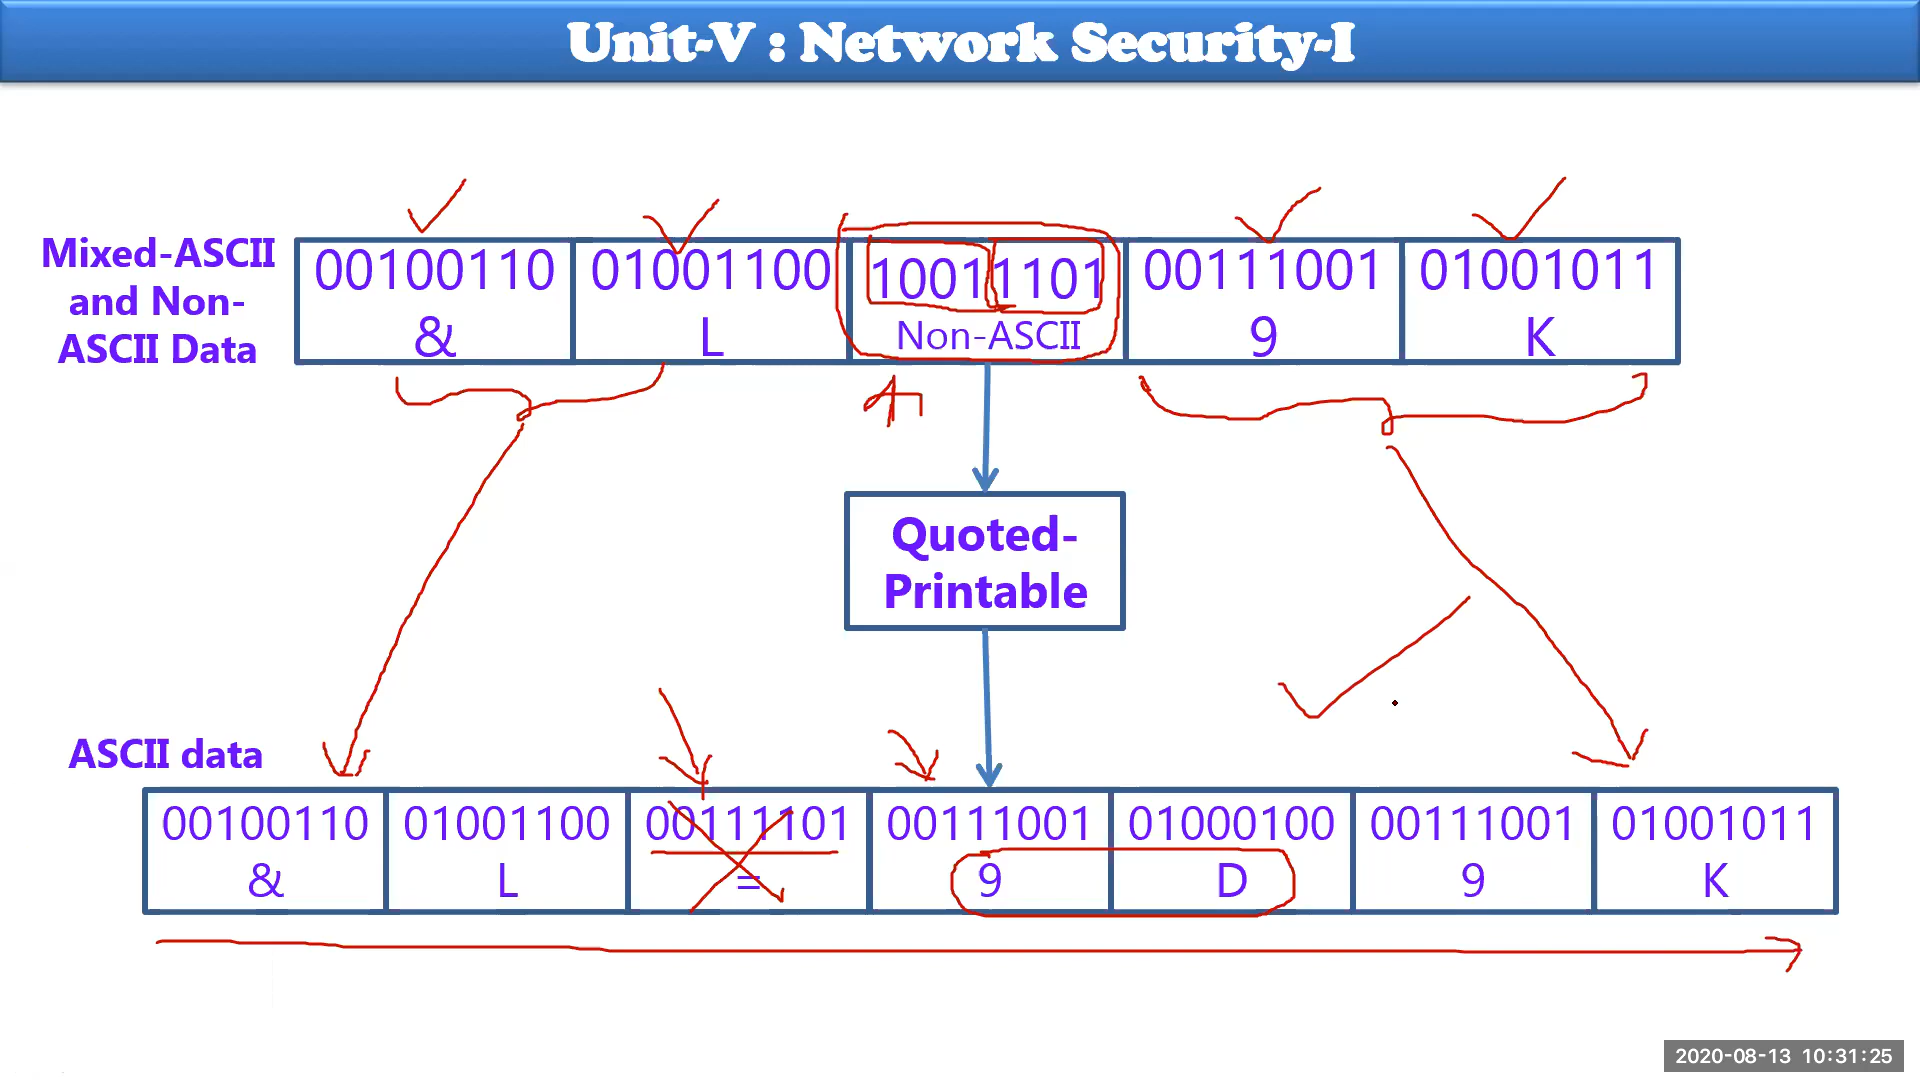 Unit-V : Network Security-I
Mixed-ASCII
and Non-
ASCII Data
00100110 01001100 10011101 00111001 01001011
& L Non-ASCII 9 K
Quoted-
Printable
ASCII data
00100110 01001100 00111101 00111001 01000100 00111001 01001011
& L = 9 D 9 K
2020-08-13 10:31:25